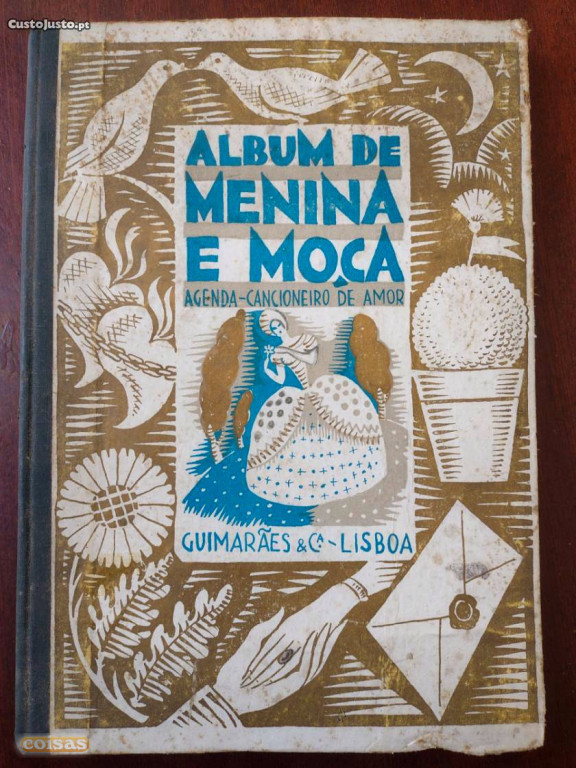 CustoJusto.pt
ALBUM DE
MENINA
E MOÇA
AGENDA-CANCIONEIRO DE AMOR
GUIMARÃES & Cª - LISBOA
coisas